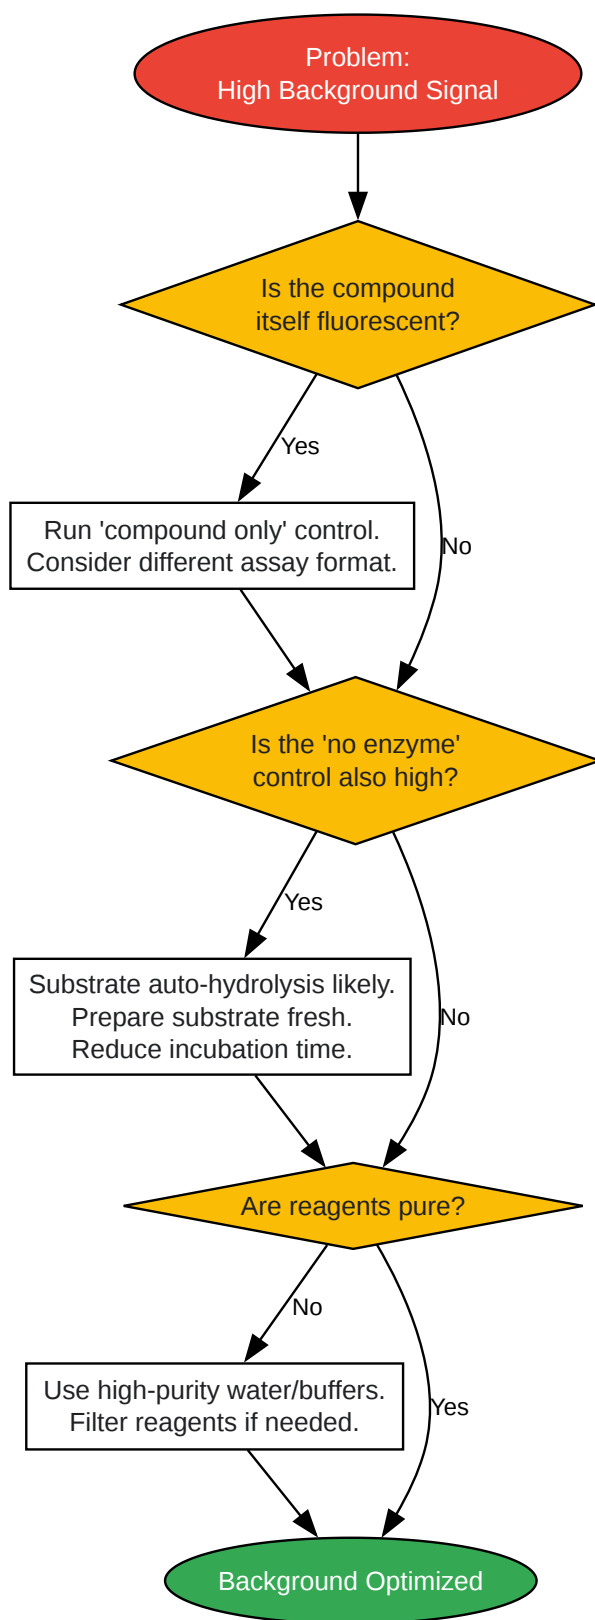 Problem:
High Background Signal
Is the compound
itself fluorescent?
Yes
Run 'compound only' control.
Consider different assay format.
No
Is the 'no enzyme'
control also high?
Yes
Substrate auto-hydrolysis likely.
Prepare substrate fresh.
Reduce incubation time.
No
Are reagents pure?
No
Use high-purity water/buffers.
Filter reagents if needed.
Yes
Background Optimized